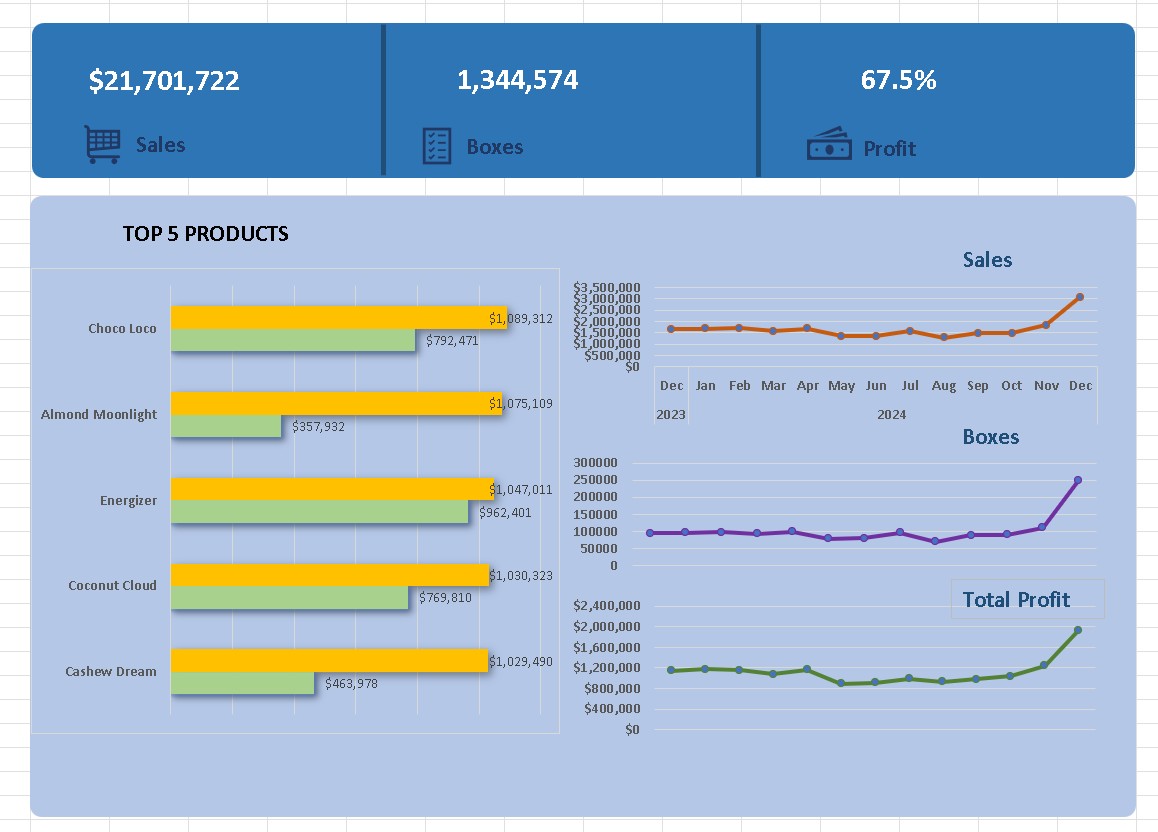 $21,701,722
Sales
1,344,574
Boxes
67.5%
Profit
TOP 5 PRODUCTS
Choco Loco
$1,089,312
$792,471
Almond Moonlight
$1,075,109
$357,932
Energizer
$1,047,011
$962,401
Coconut Cloud
$1,030,323
$769,810
Cashew Dream
$1,029,490
$463,978
Sales
$3,500,000
$3,000,000
$2,500,000
$2,000,000
$1,500,000
$1,000,000
$500,000
$0
Dec Jan Feb Mar Apr May Jun Jul Aug Sep Oct Nov Dec
2023 2024
Boxes
300000
250000
200000
150000
100000
50000
0
Total Profit
$2,400,000
$2,000,000
$1,600,000
$1,200,000
$800,000
$400,000
$0